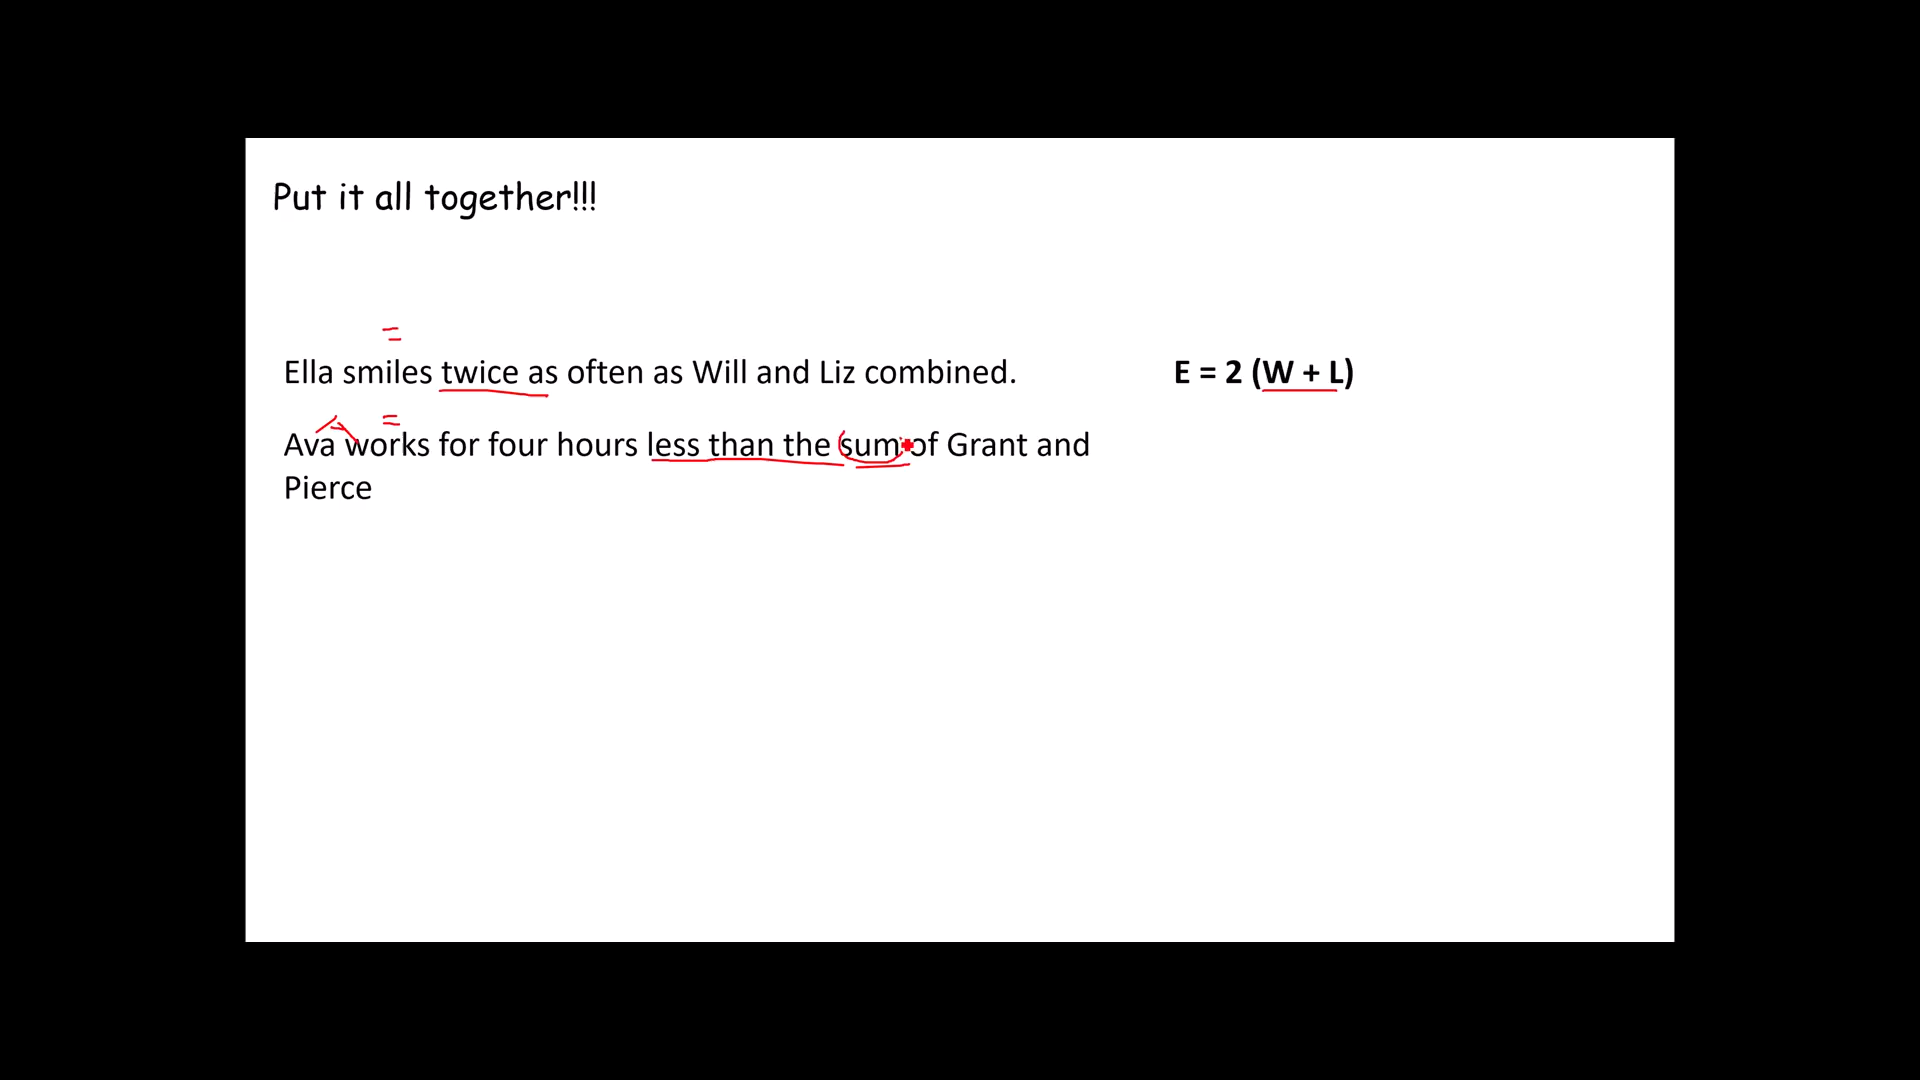 Put it all together!!!
=
Ella smiles twice as often as Will and Liz combined. E = 2 (W + L)
=
Ava works for four hours less than the sum of Grant and
Pierce